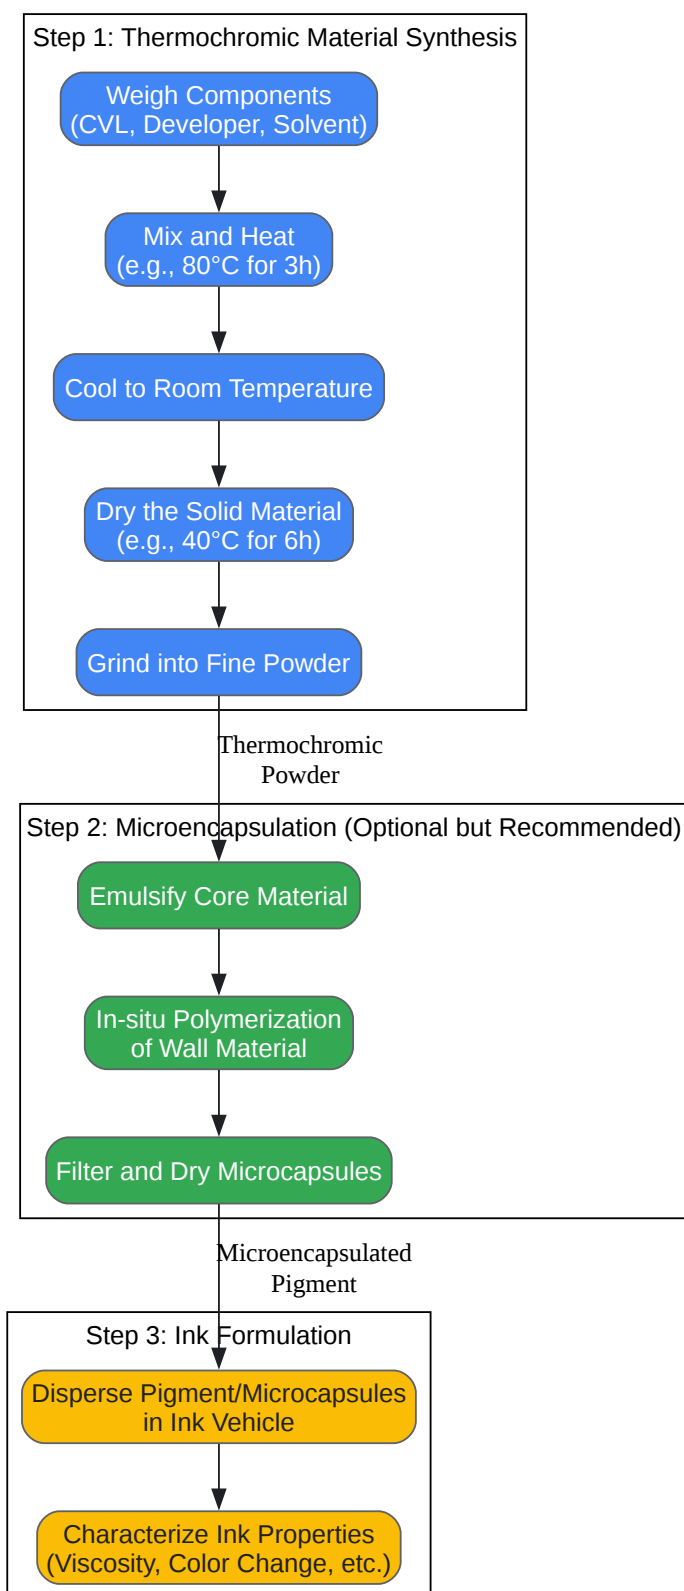 Step 1: Thermochromic Material Synthesis
Weigh Components
(CVL, Developer, Solvent)
Mix and Heat
(e.g., 80°C for 3h)
Cool to Room Temperature
Dry the Solid Material
(e.g., 40°C for 6h)
Grind into Fine Powder
Thermochromic
Powder
Step 2: Microencapsulation (Optional but Recommended)
Emulsify Core Material
In-situ Polymerization
of Wall Material
Filter and Dry Microcapsules
Microencapsulated
Pigment
Step 3: Ink Formulation
Disperse Pigment/Microcapsules
in Ink Vehicle
Characterize Ink Properties
(Viscosity, Color Change, etc.)